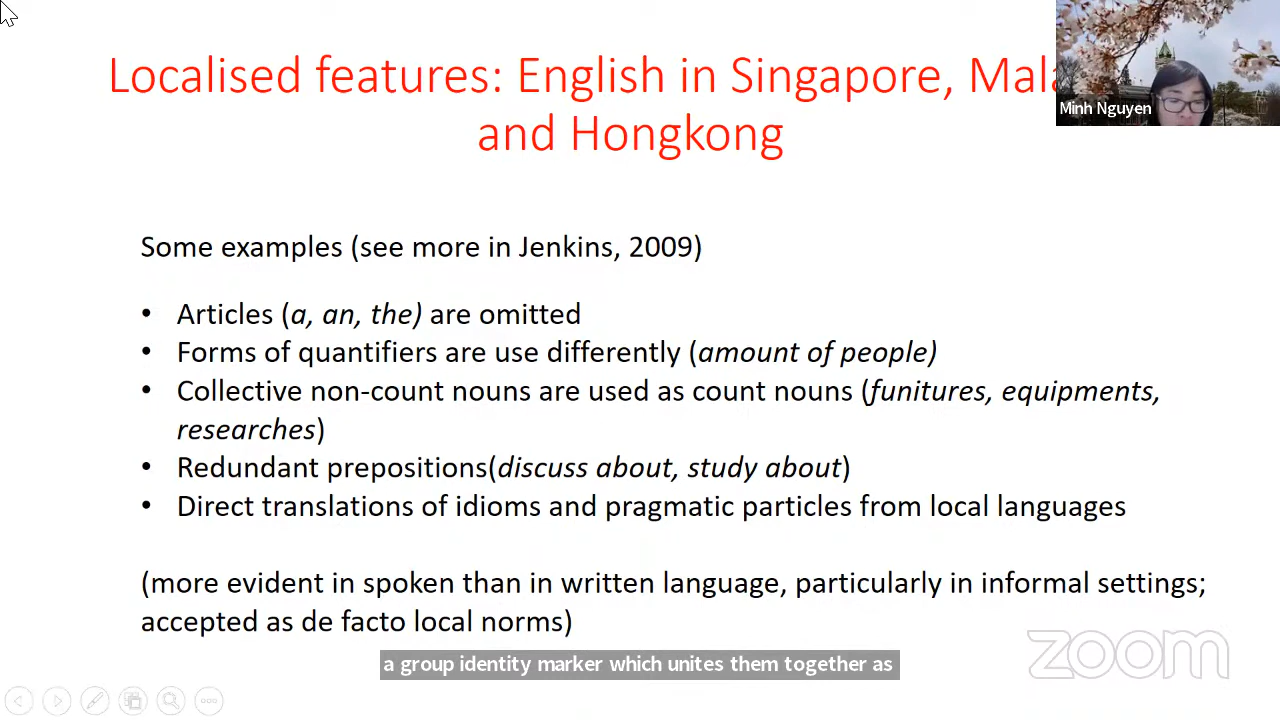 Localised features: English in Singapore, Mala
and Hongkong
Minh Nguyen
Some examples (see more in Jenkins, 2009)
• Articles (a, an, the) are omitted
• Forms of quantifiers are use differently (amount of people)
• Collective non-count nouns are used as count nouns (funitures, equipments,
researches)
• Redundant prepositions(discuss about, study about)
• Direct translations of idioms and pragmatic particles from local languages
(more evident in spoken than in written language, particularly in informal settings;
accepted as de facto local norms)
zoom
a group identity marker which unites them together as